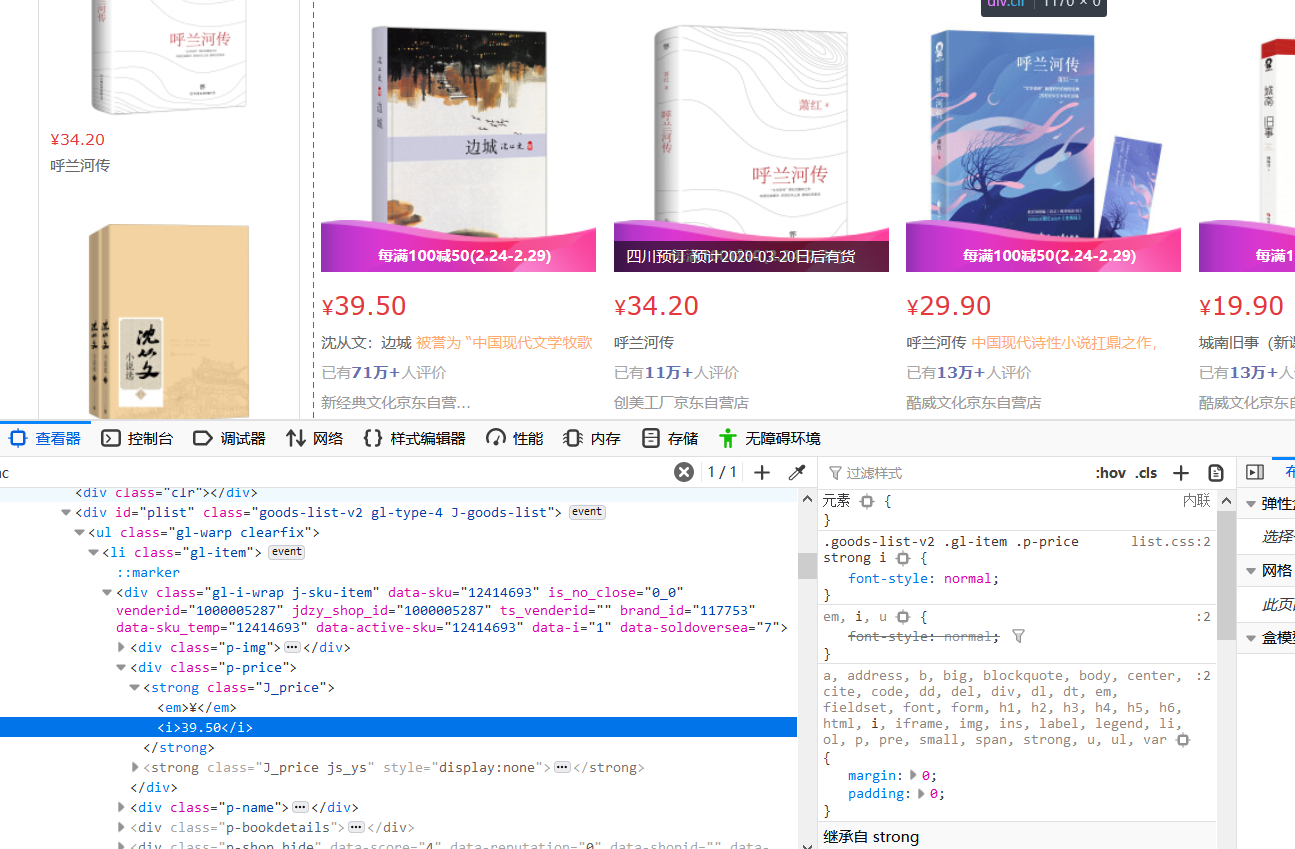 div.clr | 1170 × 0
呼兰河传
¥34.20
呼兰河传
沈从文
小说选
边城
边城 沈从文
萧红
呼兰河传
呼兰河传
呼兰河传
萧红
呼兰河传
城南旧事
每满100减50(2.24-2.29)
四川预订 预计2020-03-20日后有货
每满100减50(2.24-2.29)
每满1
¥39.50
¥34.20
¥29.90
¥19.90
沈从文：边城 被誉为 “中国现代文学牧歌
呼兰河传
呼兰河传 中国现代诗性小说扛鼎之作,
城南旧事（新课
已有71万+人评价
已有11万+人评价
已有13万+人评价
已有13万+人
新经典文化京东自营...
创美工厂京东自营店
酷威文化京东自营店
酷威文化京东自
查看器 控制台 调试器 网络 {} 样式编辑器 性能 内存 存储 无障碍环境
c
1 / 1 +
过滤样式
:hov .cls +
<div class="clr"></div>
<div id="plist" class="goods-list-v2 gl-type-4 J-goods-list"> event
<ul class="gl-warp clearfix">
<li class="gl-item"> event
::marker
<div class="gl-i-wrap j-sku-item" data-sku="12414693" is_no_close="0_0"
venderid="1000005287" jdzy_shop_id="1000005287" ts_venderid="" brand_id="117753"
data-sku_temp="12414693" data-active-sku="12414693" data-i="1" data-soldoversea="7">
<div class="p-img">…</div>
<div class="p-price">
<strong class="J_price">
<em>¥</em>
<i>39.50</i>
</strong>
<strong class="J_price js_ys" style="display:none">…</strong>
</div>
<div class="p-name">…</div>
<div class="p-bookdetails">…</div>
<div class="p-shop hide" data-score="4" data-reputation="0" data-shopid="" data-
元素 {
内联
}
.goods-list-v2 .gl-item .p-price
list.css:2
strong i {
font-style: normal;
}
em, i, u {
:2
font-style: normal;
}
a, address, b, big, blockquote, body, center,
:2
cite, code, dd, del, div, dl, dt, em,
fieldset, font, form, h1, h2, h3, h4, h5, h6,
html, i, iframe, img, ins, label, legend, li,
ol, p, pre, small, span, strong, u, ul, var
{
margin: 0;
padding: 0;
}
继承自 strong
弹性
选择
网格
此页
盒模